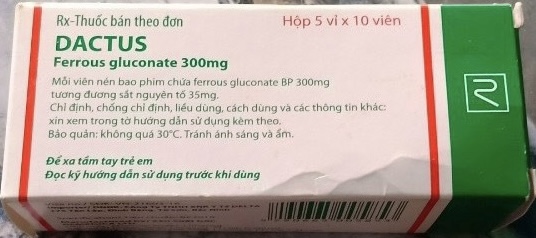 Rx-Thuốc bán theo đơn
Hộp 5 vỉ x 10 viên
DACTUS
Ferrous gluconate 300mg
Mỗi viên nén bao phim chứa ferrous gluconate BP 300mg
tương đương sắt nguyên tố 35mg.
Chỉ định, chống chỉ định, liều dùng, cách dùng và các thông tin khác:
xin xem trong tờ hướng dẫn sử dụng kèm theo.
Bảo quản: không quá 30°C. Tránh ánh sáng và ẩm.
Để xa tầm tay trẻ em
Đọc kỹ hướng dẫn sử dụng trước khi dùng